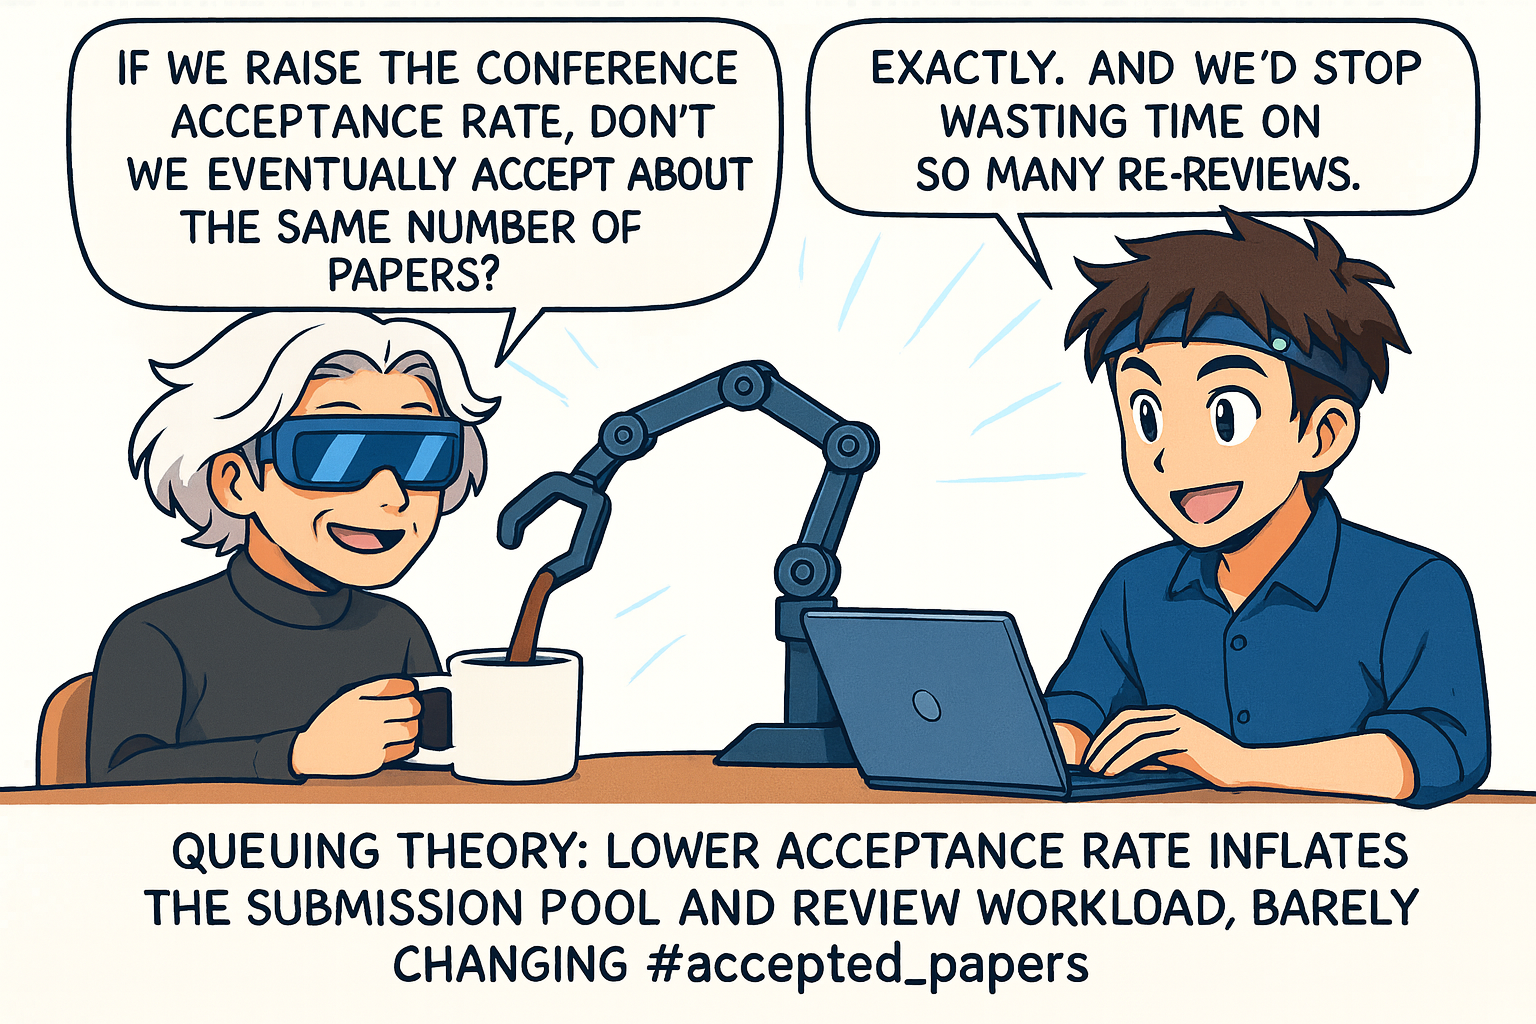 IF WE RAISE THE CONFERENCE
ACCEPTANCE RATE, DON'T
WE EVENTUALLY ACCEPT ABOUT
THE SAME NUMBER OF
PAPERS?
EXACTLY. AND WE'D STOP
WASTING TIME ON
SO MANY RE-REVIEWS.
QUEUING THEORY: LOWER ACCEPTANCE RATE INFLATES
THE SUBMISSION POOL AND REVIEW WORKLOAD, BARELY
CHANGING #accepted_papers